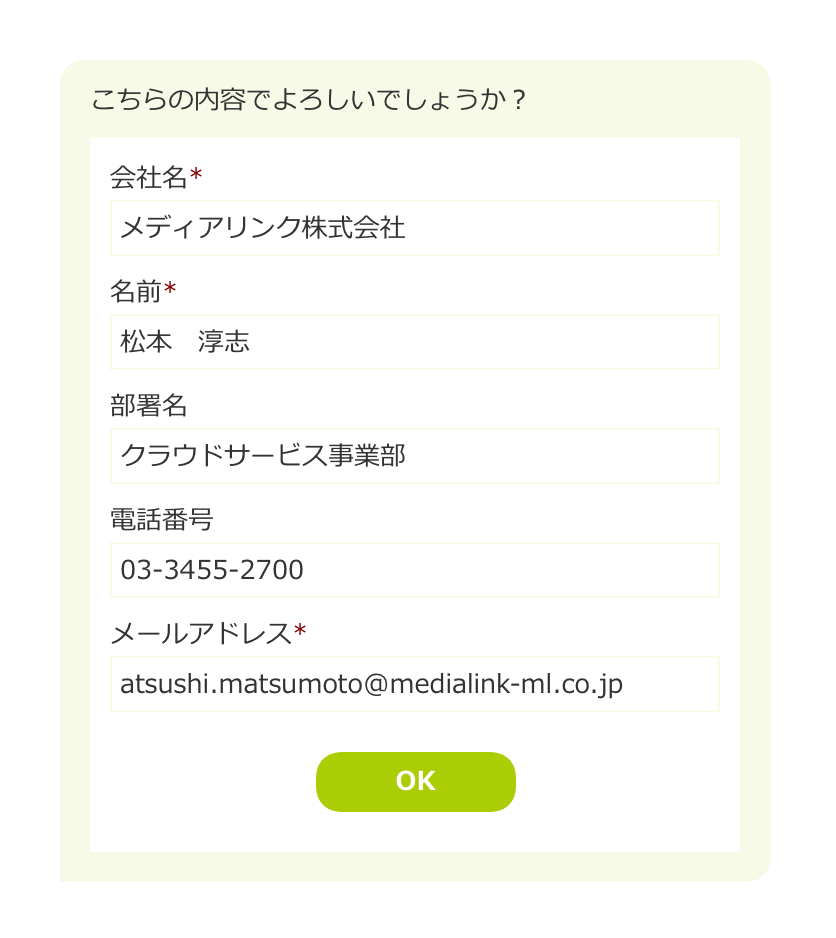 こちらの内容でよろしいでしょうか？
会社名*
メディアリンク株式会社
名前*
松本　淳志
部署名
クラウドサービス事業部
電話番号
03-3455-2700
メールアドレス*
atsushi.matsumoto@medialink-ml.co.jp
OK